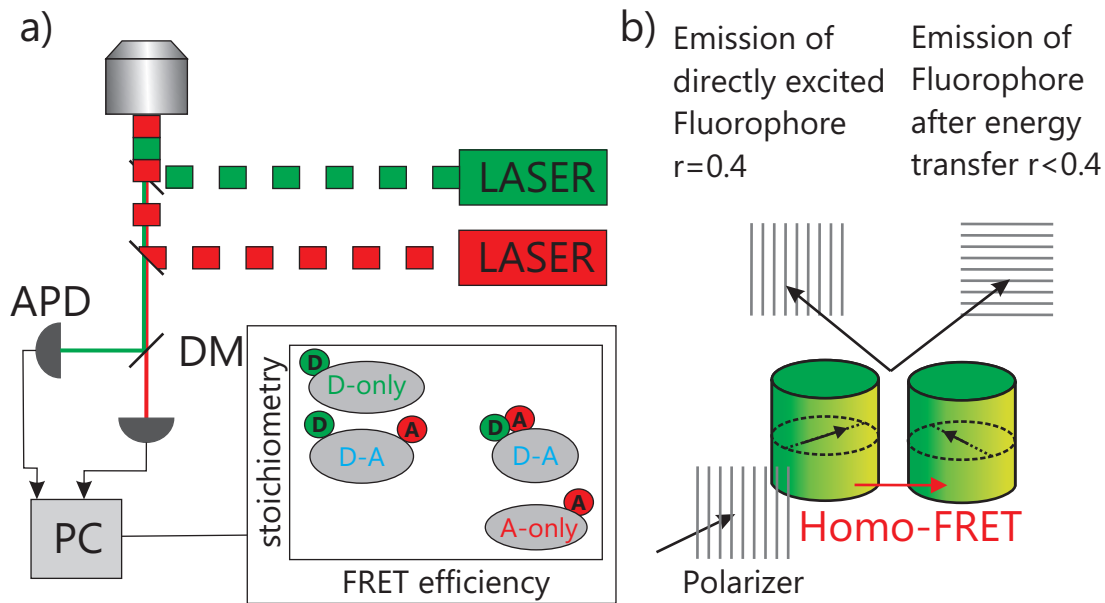 a)
LASER
LASER
APD
DM
PC
stoichiometry
D
D-only
D
A
D-A
D
A
D-A
A
A-only
FRET efficiency
b)
Emission of
directly excited
Fluorophore
r=0.4
Emission of
Fluorophore
after energy
transfer r<0.4
Homo-FRET
Polarizer